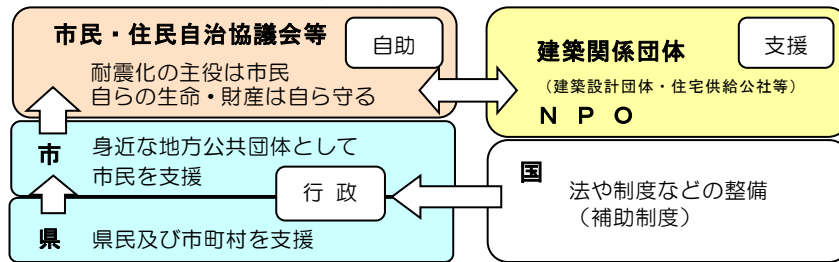 市民・住民自治協議会等
自助
耐震化の主役は市民
自らの生命・財産は自ら守る
建築関係団体
支援
（建築設計団体・住宅供給公社等）
ＮＰＯ
市
身近な地方公共団体として
市民を支援
行 政
県
県民及び市町村を支援
国
法や制度などの整備
（補助制度）